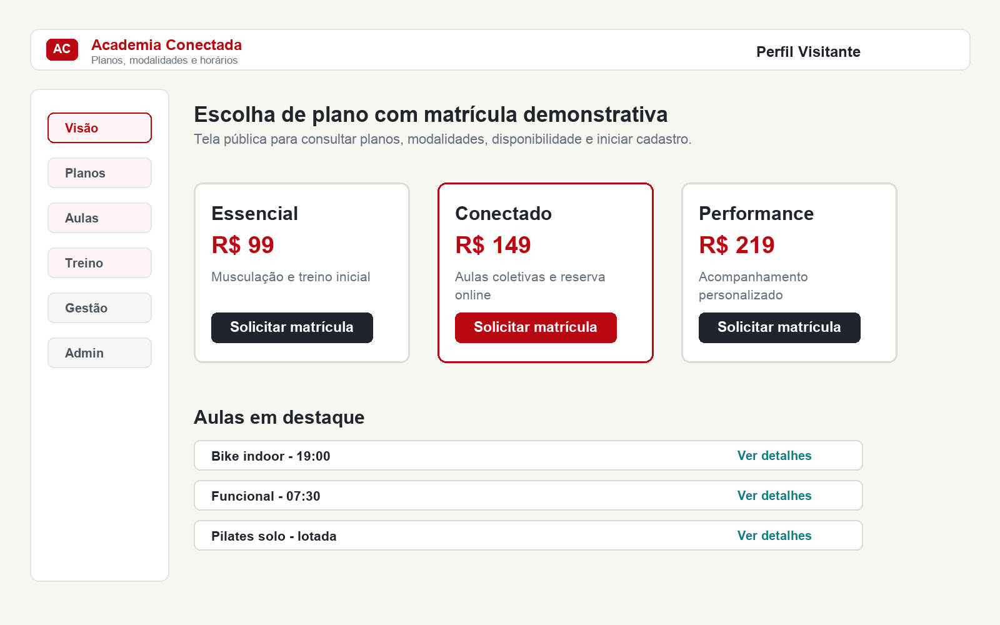 AC
Academia Conectada
Planos, modalidades e horários
Perfil Visitante
Visão
Planos
Aulas
Treino
Gestão
Admin
Escolha de plano com matrícula demonstrativa
Tela pública para consultar planos, modalidades, disponibilidade e iniciar cadastro.
Essencial
R$ 99
Musculação e treino inicial
Solicitar matrícula
Conectado
R$ 149
Aulas coletivas e reserva
online
Solicitar matrícula
Performance
R$ 219
Acompanhamento
personalizado
Solicitar matrícula
Aulas em destaque
Bike indoor - 19:00
Ver detalhes
Funcional - 07:30
Ver detalhes
Pilates solo - lotada
Ver detalhes